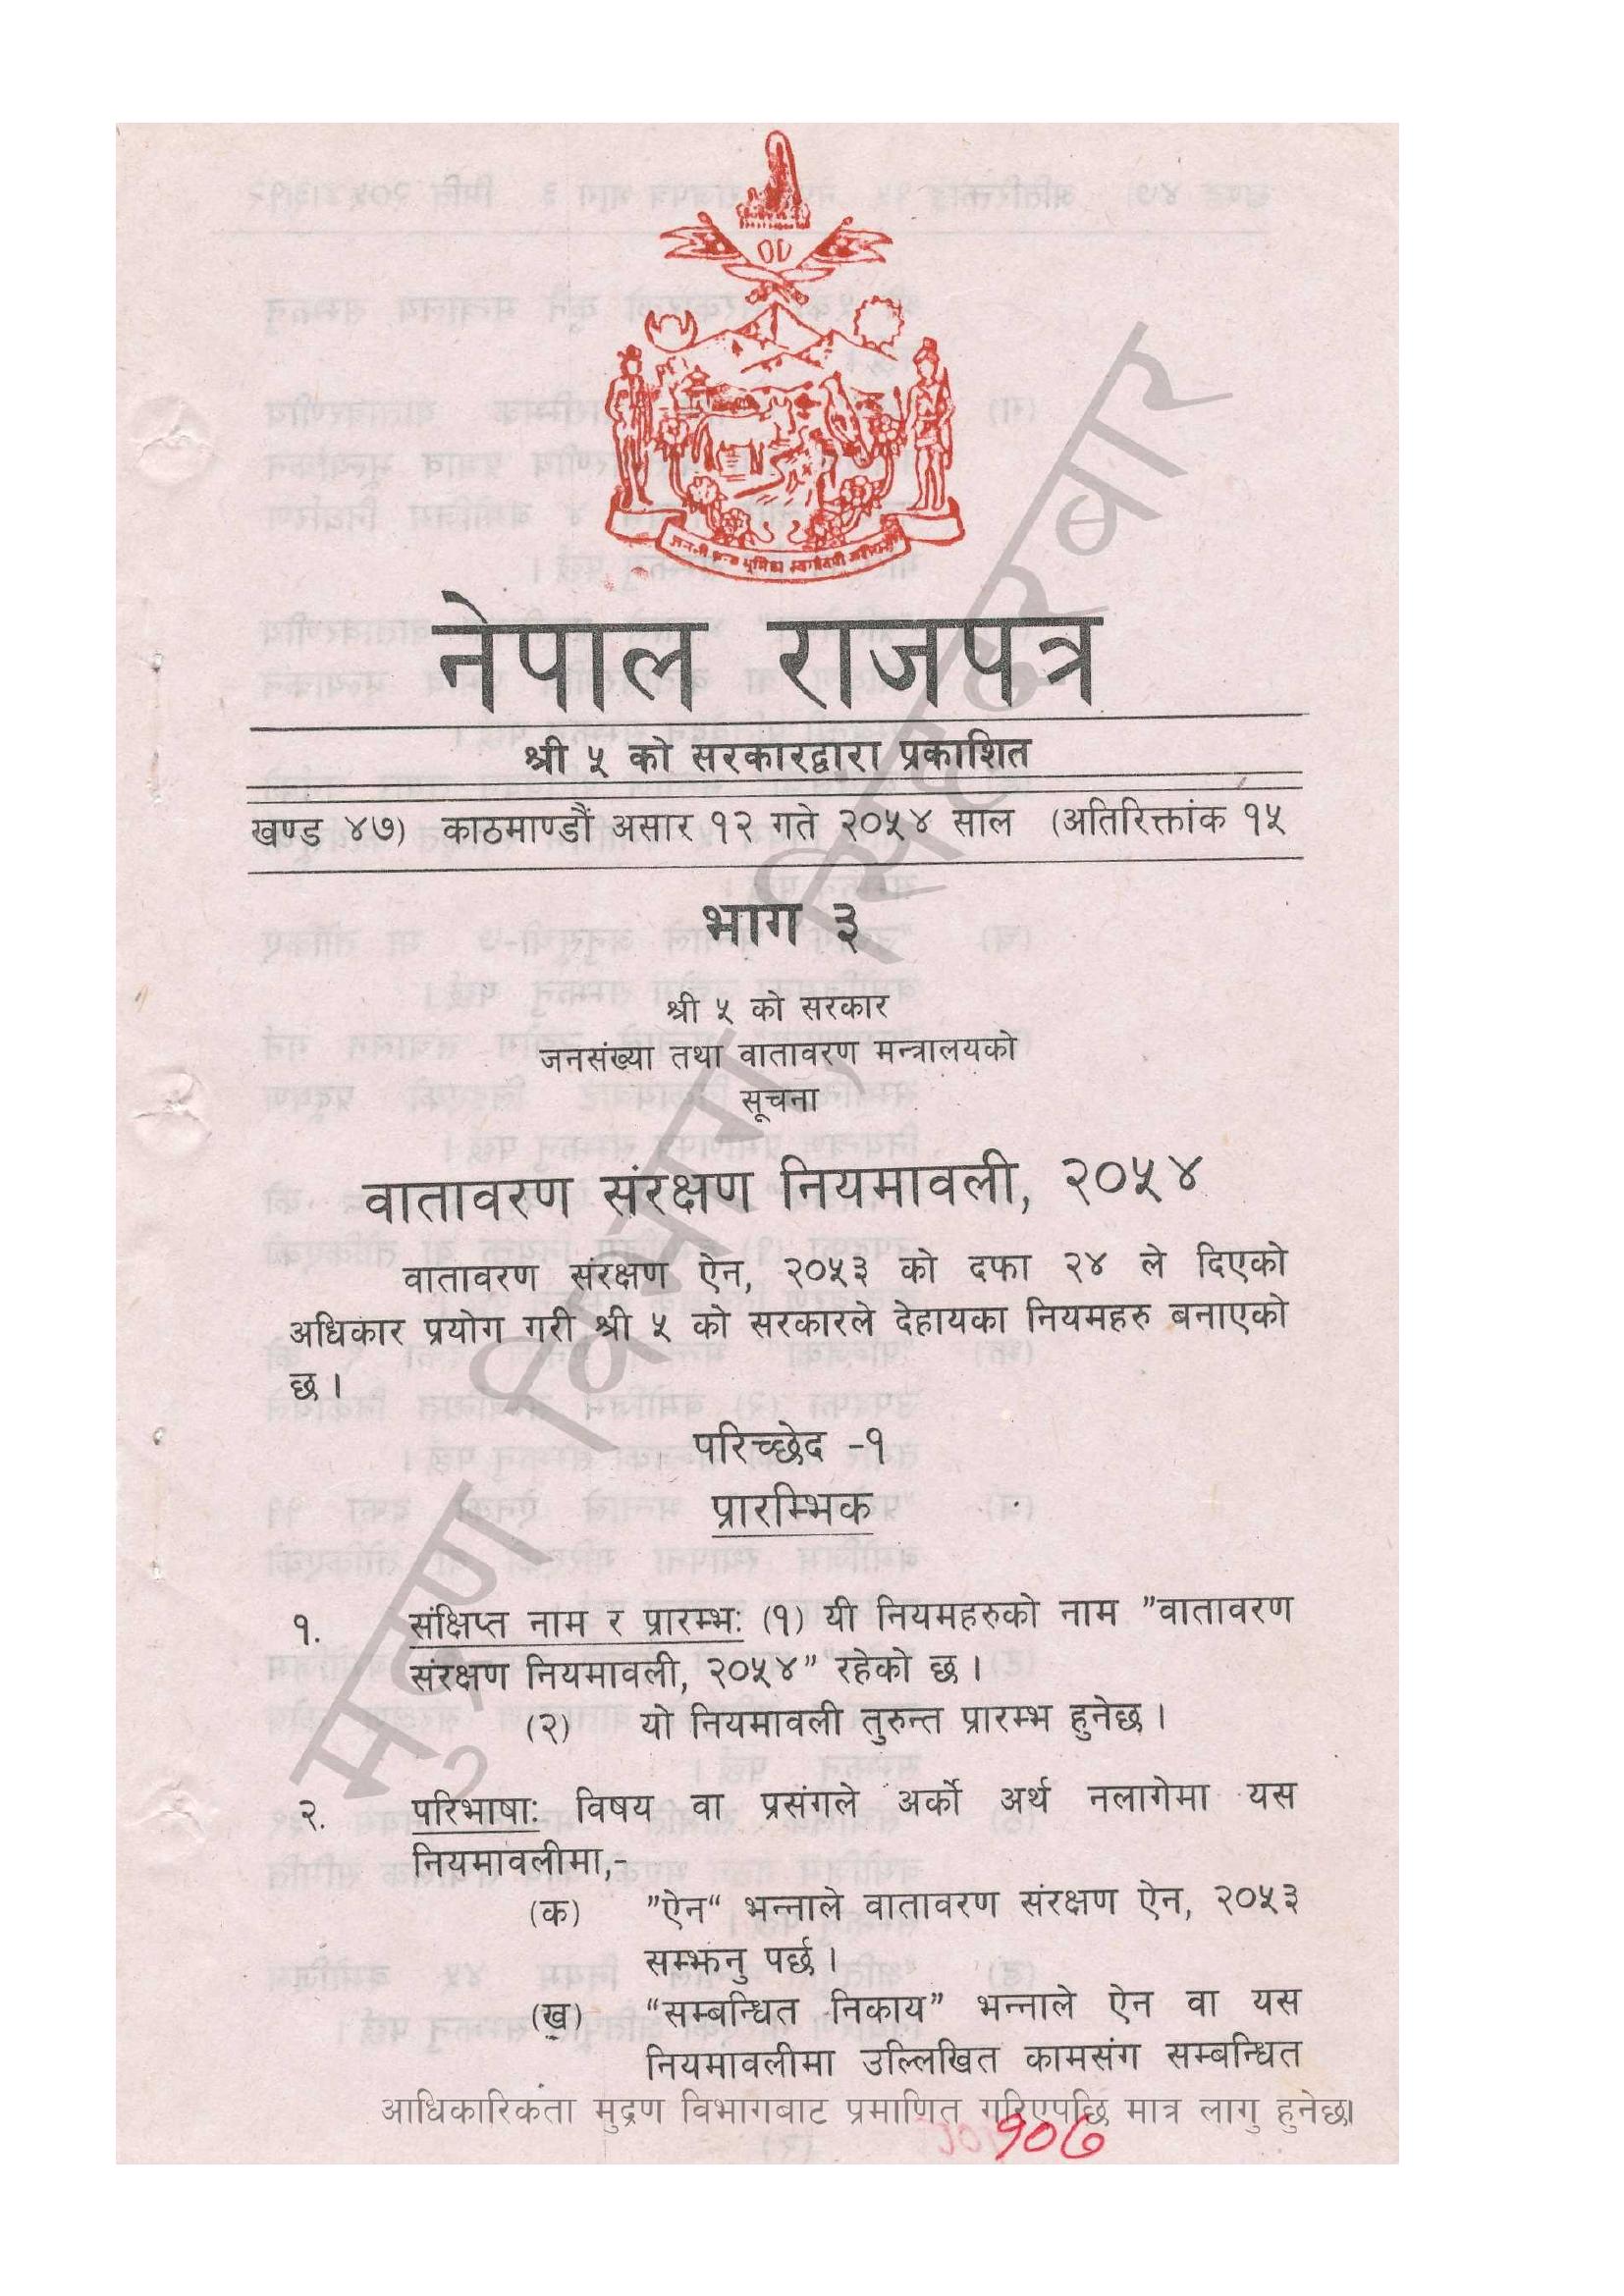 नेपाल राजपत्र
श्री ५ को सरकारद्वारा प्रकाशित
खण्ड ४७) काठमाण्डौं असार १२ गते २०५४ साल (अतिरिक्तांक १५
भाग ३
श्री ५ को सरकार
जनसंख्या तथा वातावरण मन्त्रालयको
सूचना
वातावरण संरक्षण नियमावली, २०५४
वातावरण संरक्षण ऐन, २०५३ को दफा २४ ले दिएको
अधिकार प्रयोग गरी श्री ५ को सरकारले देहायका नियमहरु बनाएको
छ ।
परिच्छेद -१
प्रारम्भिक
१. संक्षिप्त नाम र प्रारम्भः (१) यी नियमहरुको नाम ”वातावरण
संरक्षण नियमावली, २०५४” रहेको छ ।
(२) यो नियमावली तुरुन्त प्रारम्भ हुनेछ ।
२. परिभाषाः विषय वा प्रसंगले अर्को अर्थ नलागेमा यस
नियमावलीमा,-
(क) ”ऐन“ भन्नाले वातावरण संरक्षण ऐन, २०५३
सम्झनु पर्छ ।
(ख) “सम्बन्धित निकाय” भन्नाले ऐन वा यस
नियमावलीमा उल्लिखित कामसंग सम्बन्धित
आधिकारिकता मुद्रण विभागबाट प्रमाणित गरिएपछि मात्र लागु हुनेछ।
१०७
मुद्रण विभाग, सिंहदरवार